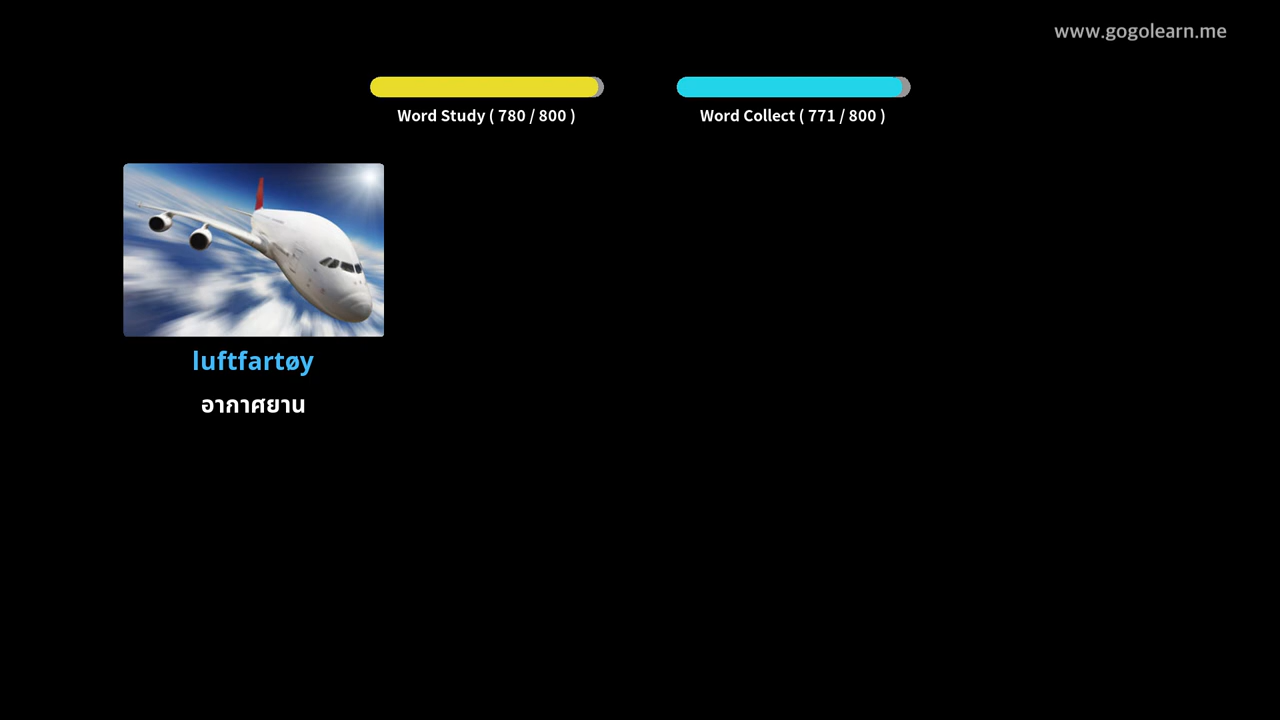 www.gogolearn.me
Word Study ( 780 / 800 )
Word Collect ( 771 / 800 )
luftfartøy
อากาศยาน